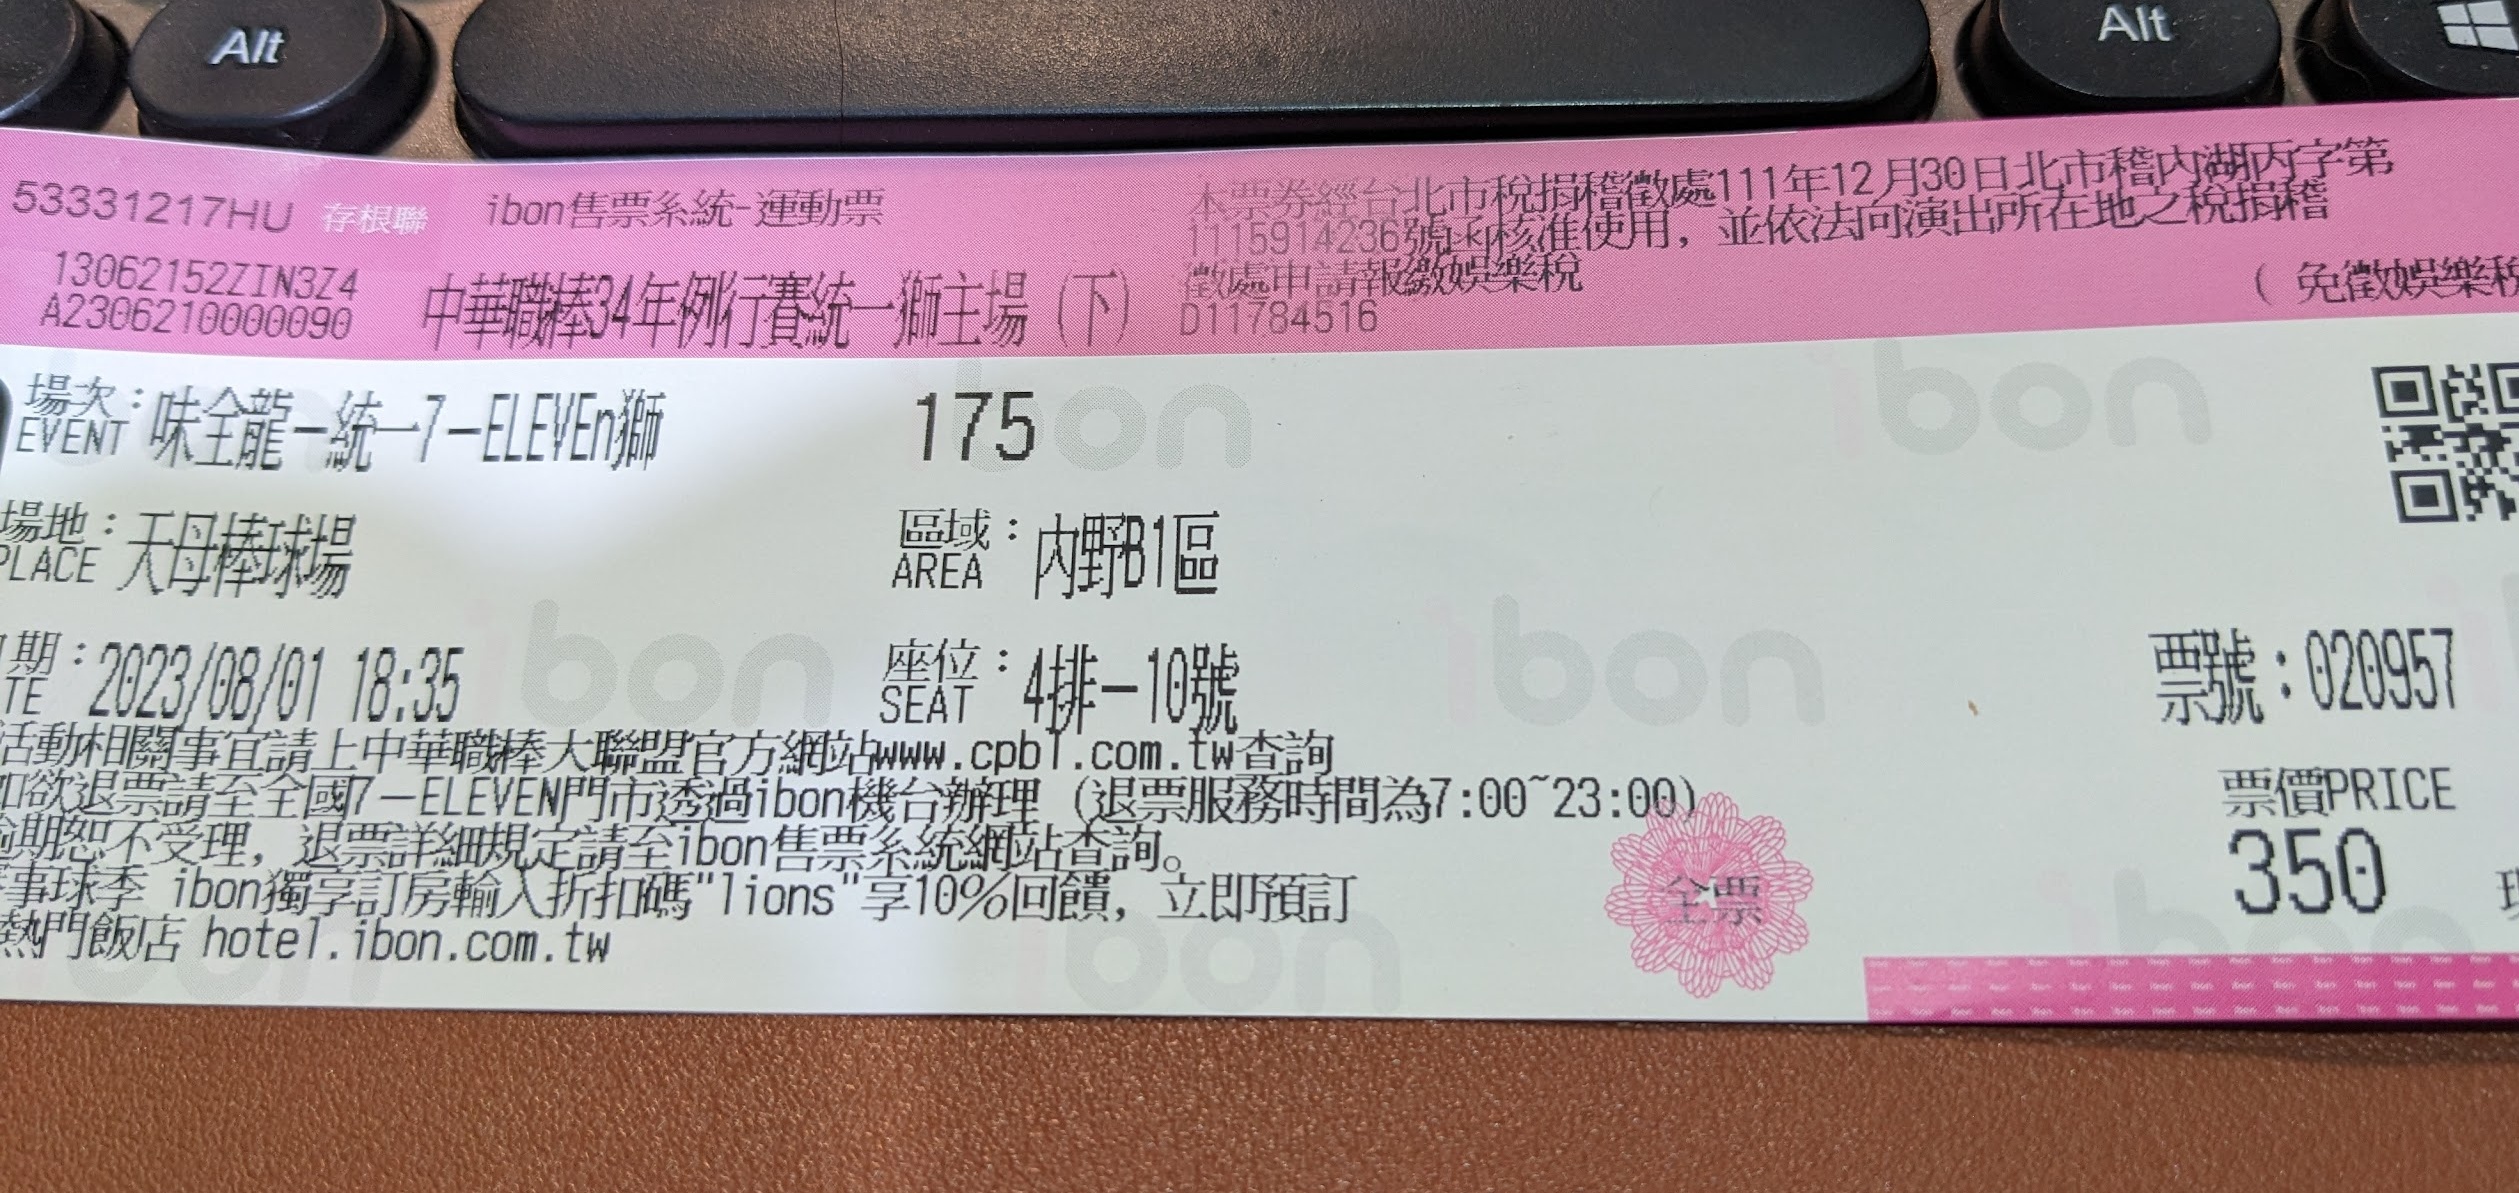 Alt
Alt
53331217HU 存根聯 ibon售票系統-運動票
13062152ZIN3Z4
A2306210000090
中華職棒34年例行賽統一獅主場 (下)
本票券經台北市稅捐稽徵處111年12月30日北市稽內湖丙字第
1115914236號函核准使用，並依法向演出所在地之稅捐稽
徵處申請報繳娛樂稅
D11784516
( 免徵娛樂稅
場次：味全龍－統一7－ELEVEn獅 175
EVENT
場地：天母棒球場
PLACE
區域：內野B1區
AREA
期：2023/08/01 18:35
TE
座位：4排－10號
SEAT
票號：020957
活動相關事宜請上中華職棒大聯盟官方網站www.cpbl.com.tw查詢
如欲退票請至全國7－ELEVEN門市透過ibon機台辦理 (退票服務時間為7:00~23:00)
逾期恕不受理，退票詳細規定請至ibon售票系統網站查詢。
事球季 ibon獨享訂房輸入折扣碼"lions"享10%回饋，立即預訂
熱門飯店 hotel.ibon.com.tw
全票
票價PRICE
350